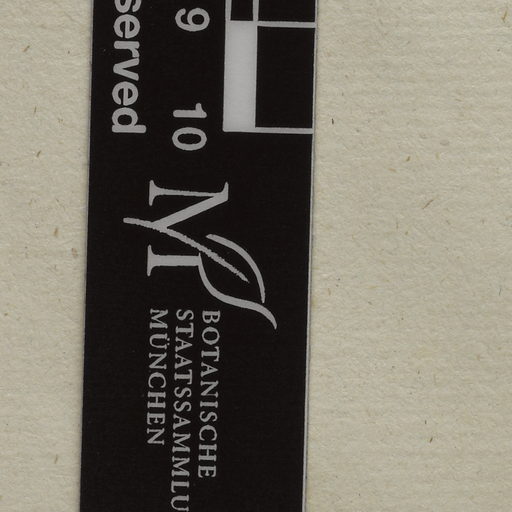 served
9 10
M
BOTANISCHE
STAATSSAMMLU
MÜNCHEN